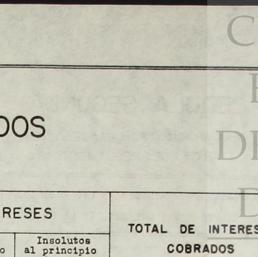 DOS
RESES
TOTAL DE INTERES
Insolutos
al principio
COBRADOS